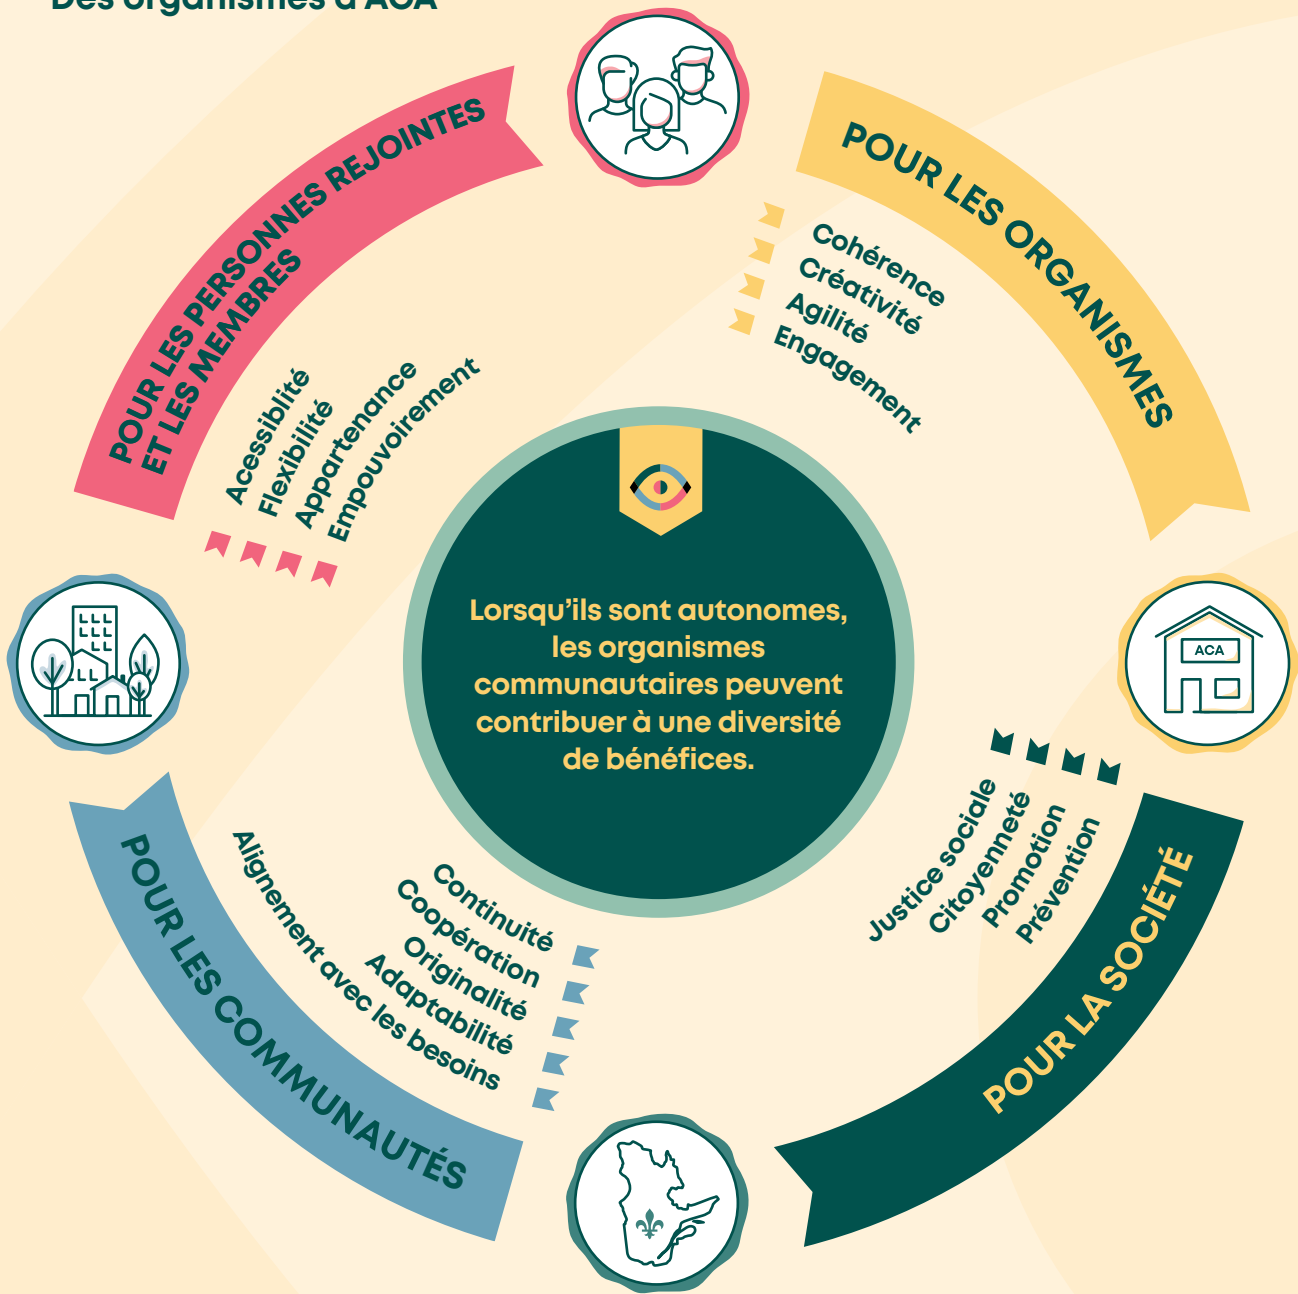 Des organismes d'ACA
POUR LES PERSONNES REJOINTES
ET LES MEMBRES
Acessiblité
Flexibilité
Appartenance
Empouvoirement
POUR LES ORGANISMES
Cohérence
Créativité
Agilité
Engagement
Lorsqu’ils sont autonomes,
les organismes
communautaires peuvent
contribuer à une diversité
de bénéfices.
ACA
Justice sociale
Citoyenneté
Promotion
Prévention
POUR LA SOCIÉTÉ
Continuité
Coopération
Originalité
Adaptabilité
Alignement avec les besoins
POUR LES COMMUNAUTÉS